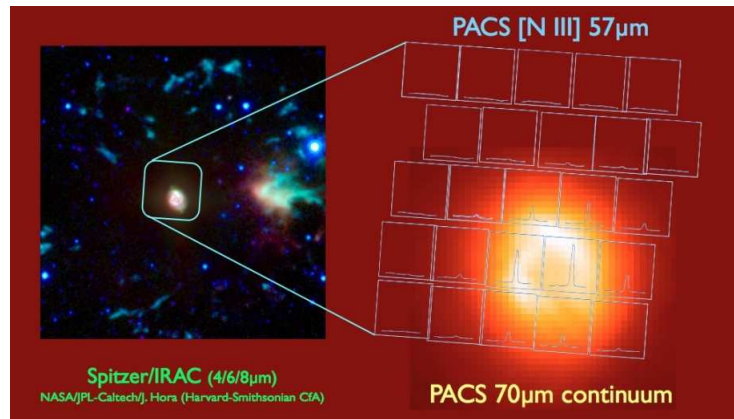 PACS [N III] 57µm
Spitzer/IRAC (4/6/8µm)
NASA/JPL-Caltech/J. Hora (Harvard-Smithsonian CfA)
PACS 70µm continuum